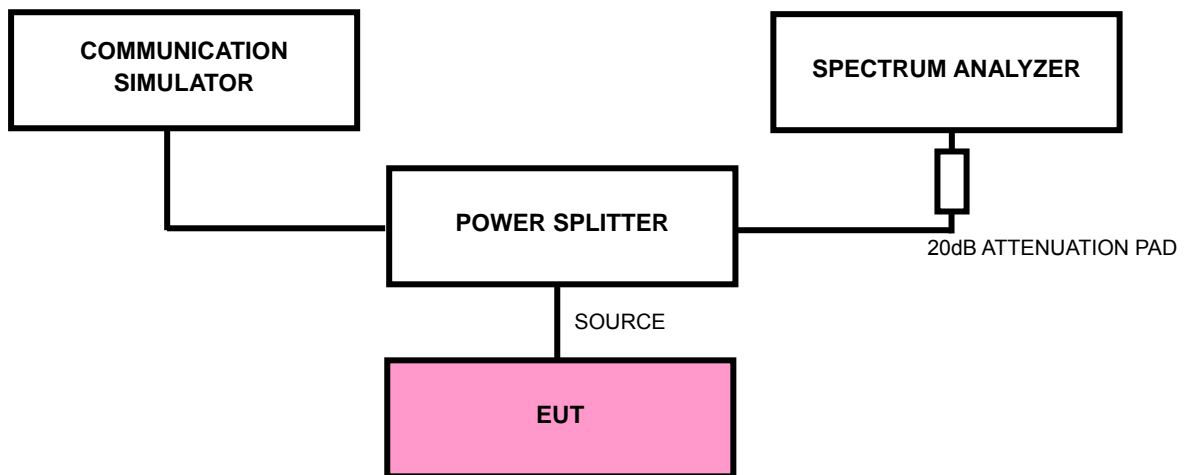 COMMUNICATION
SIMULATOR
SPECTRUM ANALYZER
POWER SPLITTER
20dB ATTENUATION PAD
SOURCE
EUT